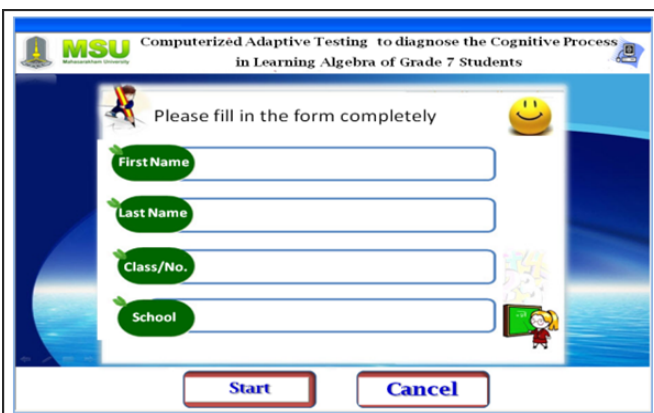 Computerized Adaptive Testing to diagnose the Cognitive Process
MSU
Mahasarakham University
in Learning Algebra of Grade 7 Students
Please fill in the form completely
First Name
Last Name
Class/No.
School
Start
Cancel